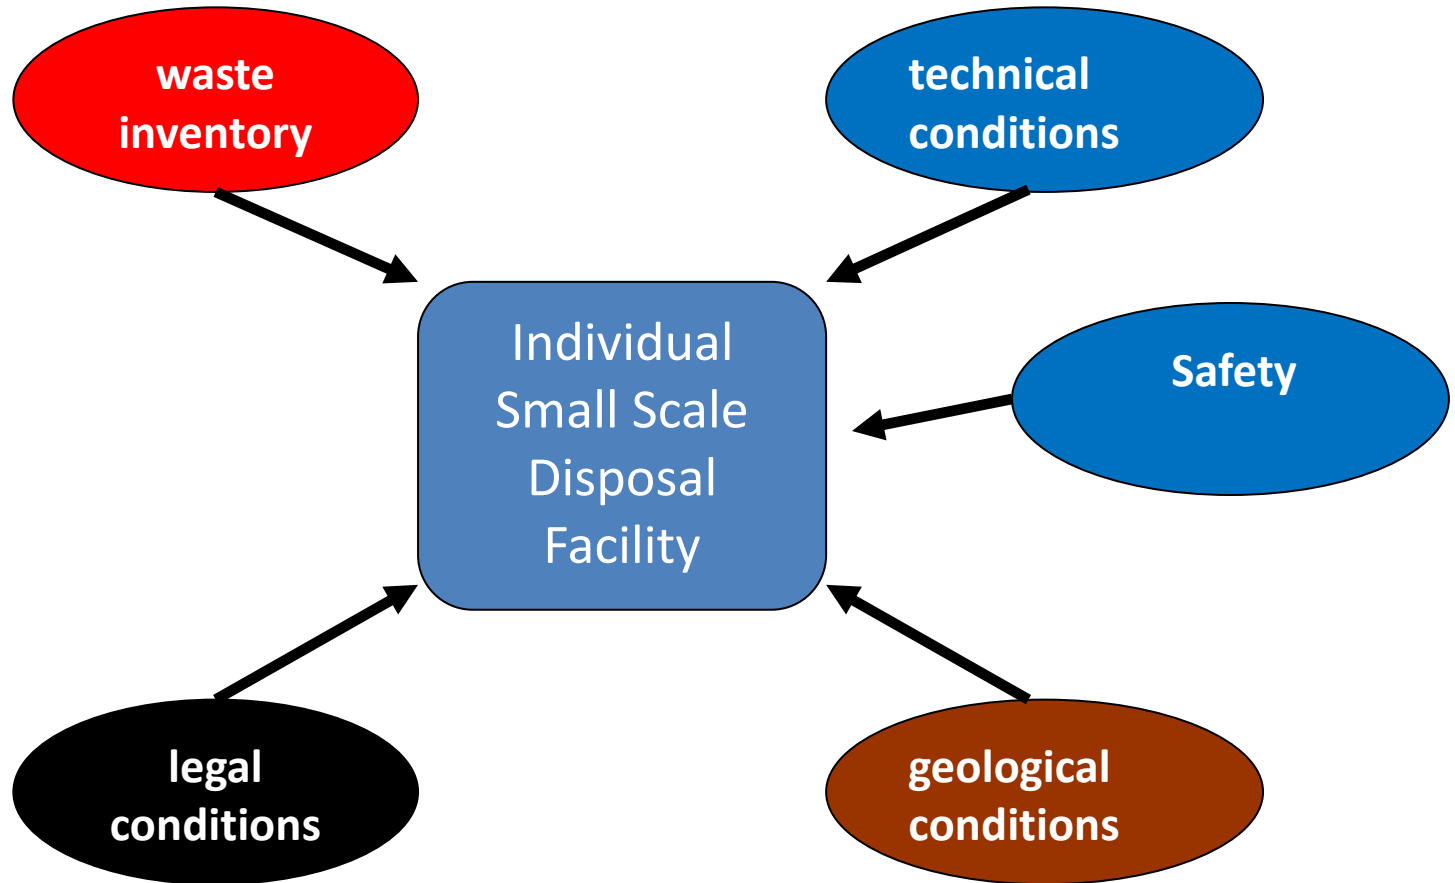 waste
inventory
technical
conditions
Individual
Small Scale
Disposal
Facility
Safety
legal
conditions
geological
conditions